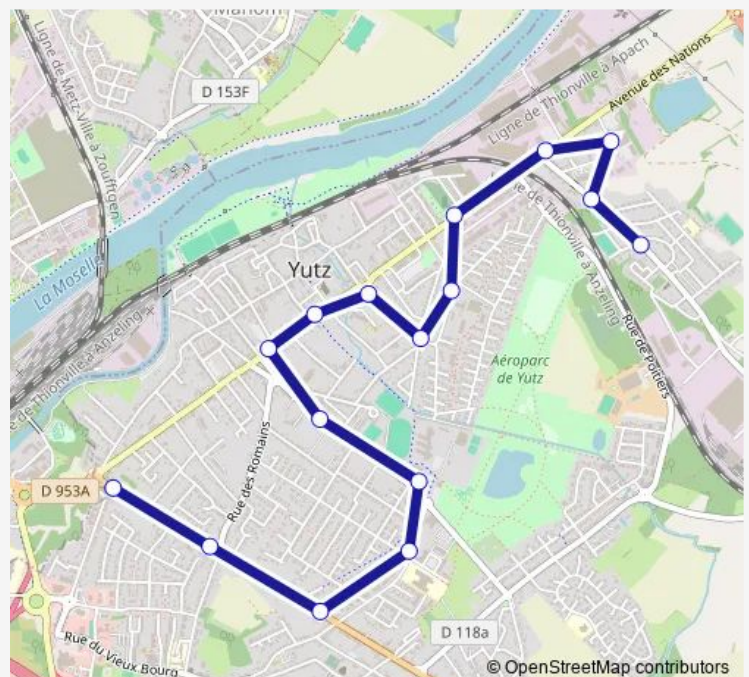 Manom
D 153F
Ligne de Metz-Ville à Zoufftgen
Ligne de Thionville à Apach
Avenue des Nations
La Moselle
Yutz
e de Thionville à Anzeling
ie de Thionville à Anzeling
Aéroparc
de Yutz
Rue de Poitiers
Rue des Romains
D 953A
D 118a
Rue du Vieux Bourg
© OpenStreetMap contributors